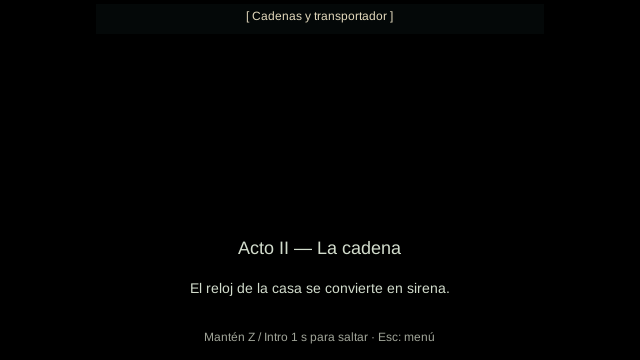 [ Cadenas y transportador ]
Acto II — La cadena
El reloj de la casa se convierte en sirena.
Mantén Z / Intro 1 s para saltar · Esc: menú